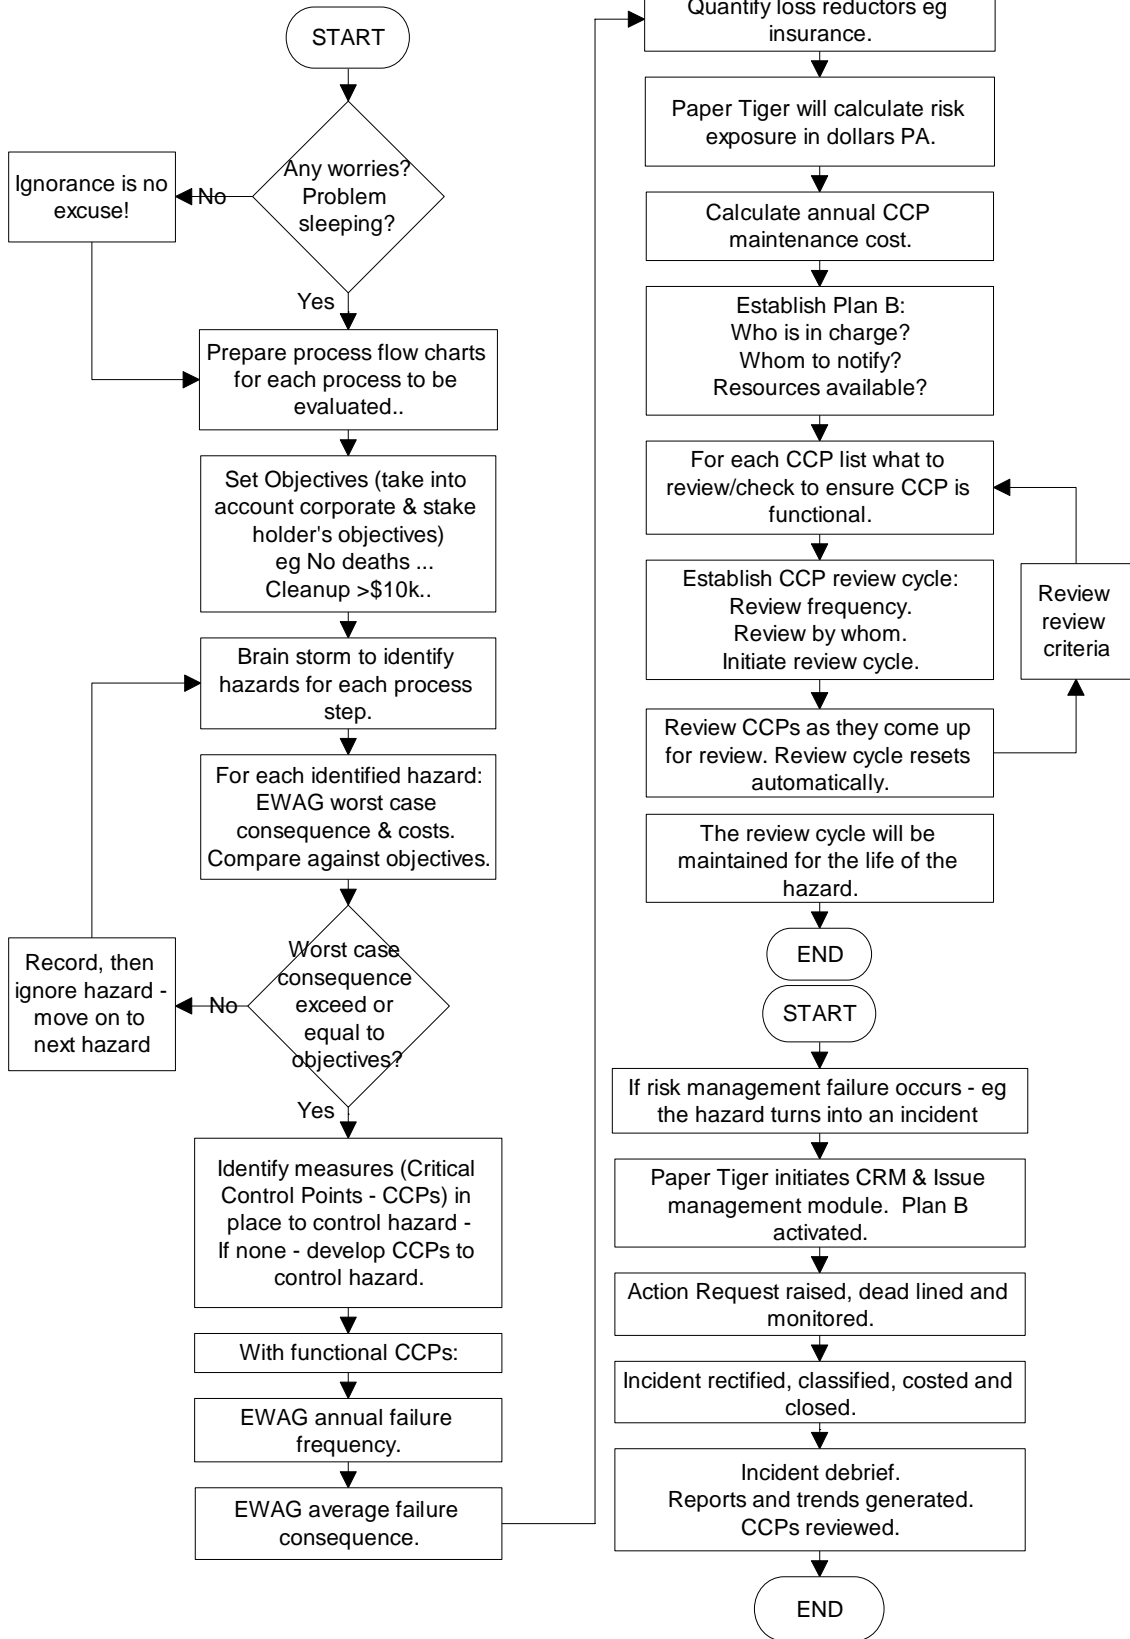 START
Any worries?
Problem
sleeping?
No
Ignorance is no
excuse!
Yes
Prepare process flow charts
for each process to be
evaluated..
Set Objectives (take into
account corporate & stake
holder's objectives)
eg No deaths ...
Cleanup >$10k..
Brain storm to identify
hazards for each process
step.
For each identified hazard:
EWAG worst case
consequence & costs.
Compare against objectives.
Worst case
consequence
exceed or
equal to
objectives?
No
Record, then
ignore hazard -
move on to
next hazard
Yes
Identify measures (Critical
Control Points - CCPs) in
place to control hazard -
If none - develop CCPs to
control hazard.
With functional CCPs:
EWAG annual failure
frequency.
EWAG average failure
consequence.
Quantify loss reductors eg
insurance.
Paper Tiger will calculate risk
exposure in dollars PA.
Calculate annual CCP
maintenance cost.
Establish Plan B:
Who is in charge?
Whom to notify?
Resources available?
For each CCP list what to
review/check to ensure CCP is
functional.
Establish CCP review cycle:
Review frequency.
Review by whom.
Initiate review cycle.
Review
review
criteria
Review CCPs as they come up
for review. Review cycle resets
automatically.
The review cycle will be
maintained for the life of the
hazard.
END
START
If risk management failure occurs - eg
the hazard turns into an incident
Paper Tiger initiates CRM & Issue
management module.  Plan B
activated.
Action Request raised, dead lined and
monitored.
Incident rectified, classified, costed and
closed.
Incident debrief.
Reports and trends generated.
CCPs reviewed.
END